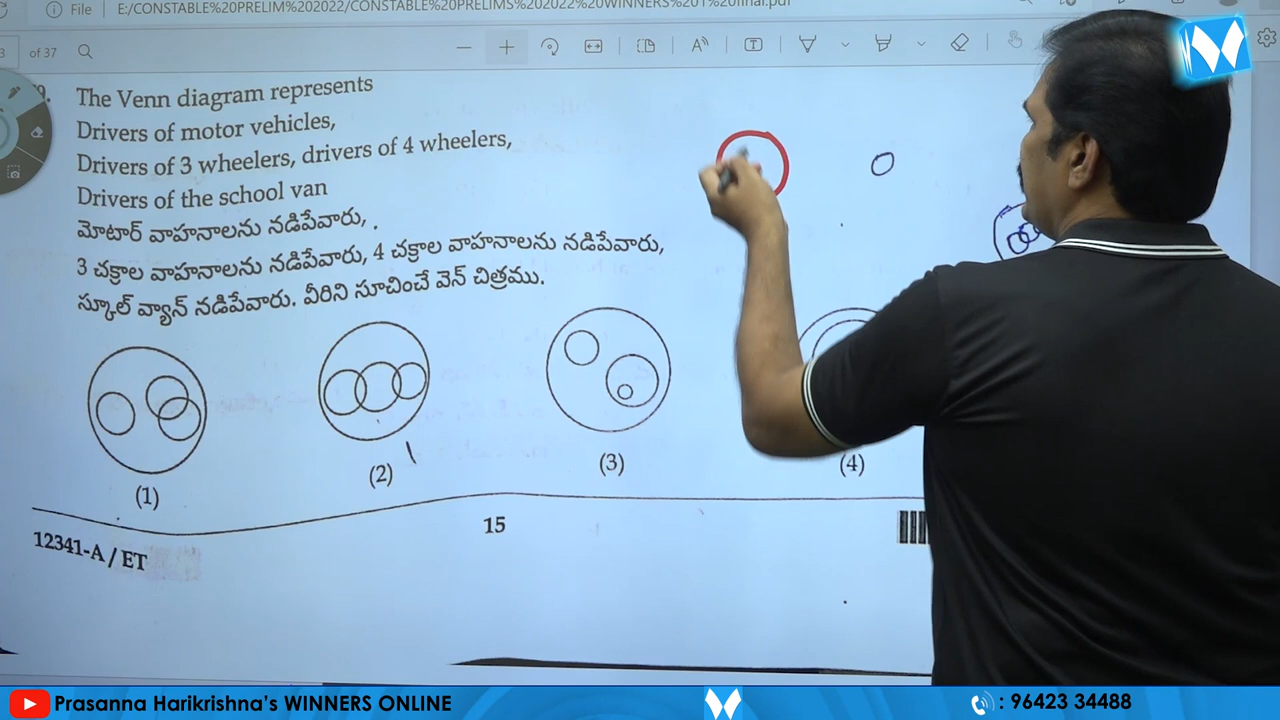 File
E:/CONSTABLE%20PRELIM%202022/CONSTABLE%20PRELIMS%202022%20WINNERS%201%20final.pdf
3 of 37
The Venn diagram represents
Drivers of motor vehicles,
Drivers of 3 wheelers, drivers of 4 wheelers,
Drivers of the school van
మోటార్ వాహనాలను నడిపేవారు,
3 చక్రాల వాహనాలను నడిపేవారు, 4 చక్రాల వాహనాలను నడిపేవారు,
స్కూల్ వ్యాన్ నడిపేవారు. వీరిని సూచించే వెన్ చిత్రము.
(1) (2) (3) (4)
15
12341-A / ET
Prasanna Harikrishna's WINNERS ONLINE
: 96423 34488